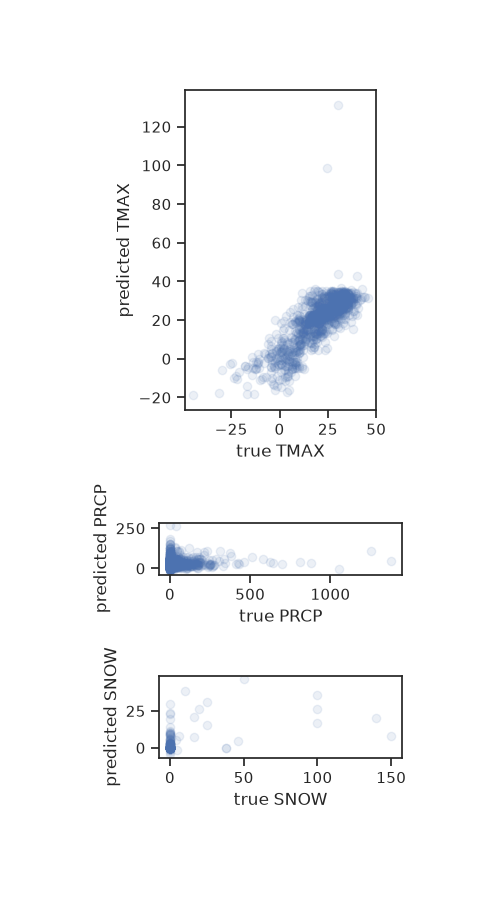 120
100
80
60
40
20
0
−20
predicted TMAX
−25 0 25 50
true TMAX
250
0
predicted PRCP
0 500 1000
true PRCP
25
0
predicted SNOW
0 50 100 150
true SNOW